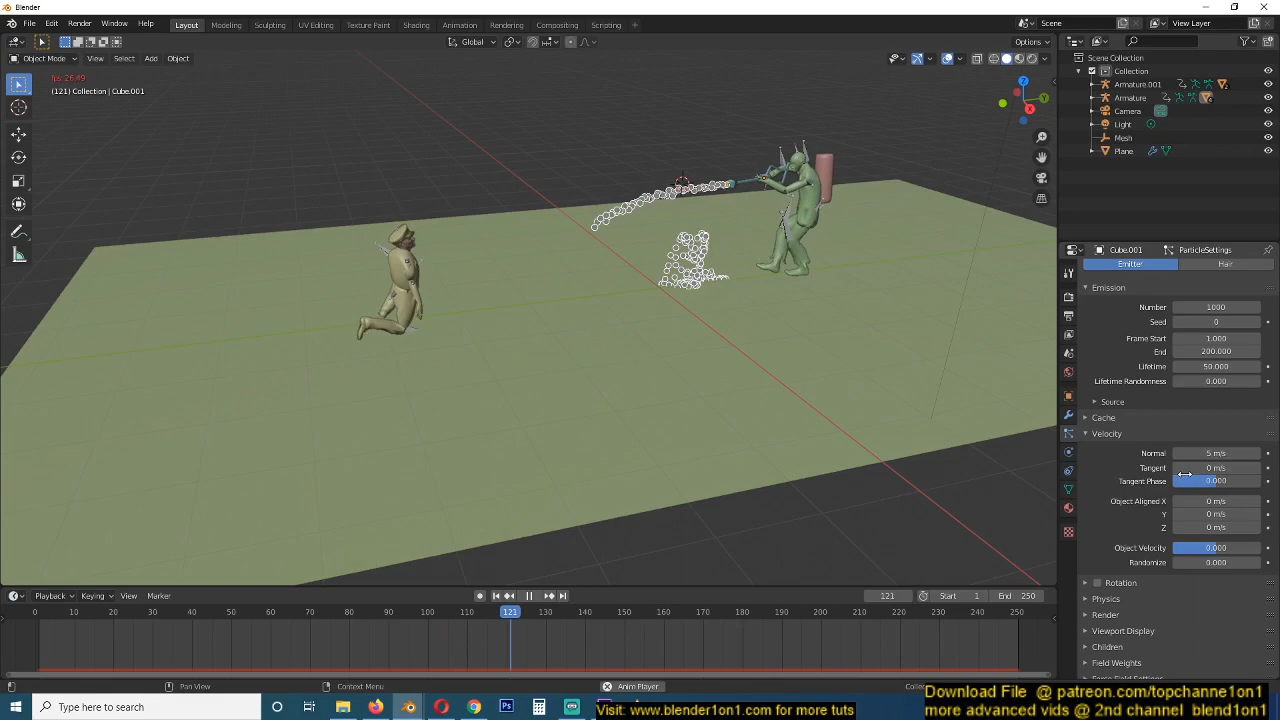 Blender
File Edit Render Window Help
Layout Modeling Sculpting UV Editing Texture Paint Shading Animation Rendering Compositing Scripting +
Scene
View Layer
Global
Options
Object Mode View Select Add Object
fps: 26.49
(121) Collection | Cube.001
Scene Collection
Collection
Armature.001
Armature
Camera
Light
Mesh
Plane
Z
Y
X
Cube.001
ParticleSettings
Emitter Hair
Emission
Number 1000
Seed 0
Frame Start 1.000
End 200.000
Lifetime 50.000
Lifetime Randomness 0.000
Source
Cache
Velocity
Normal 5 m/s
Tangent 0 m/s
Tangent Phase 0.000
Object Aligned X 0 m/s
Y 0 m/s
Z 0 m/s
Object Velocity 0.000
Randomize 0.000
Rotation
Physics
Render
Viewport Display
Children
Field Weights
Force Field Settings
Playback Keying View Marker
121
Start 1
End 250
0 10 20 30 40 50 60 70 80 90 100 110 121 130 140 150 160 170 180 190 200 210 220 230 240 250
Pan View
Context Menu
Anim Player
Type here to search
Ps
Visit: www.blender1on1.com for more tuts
Download File @ patreon.com/topchanne1on1
more advanced vids @ 2nd channel blend1on1